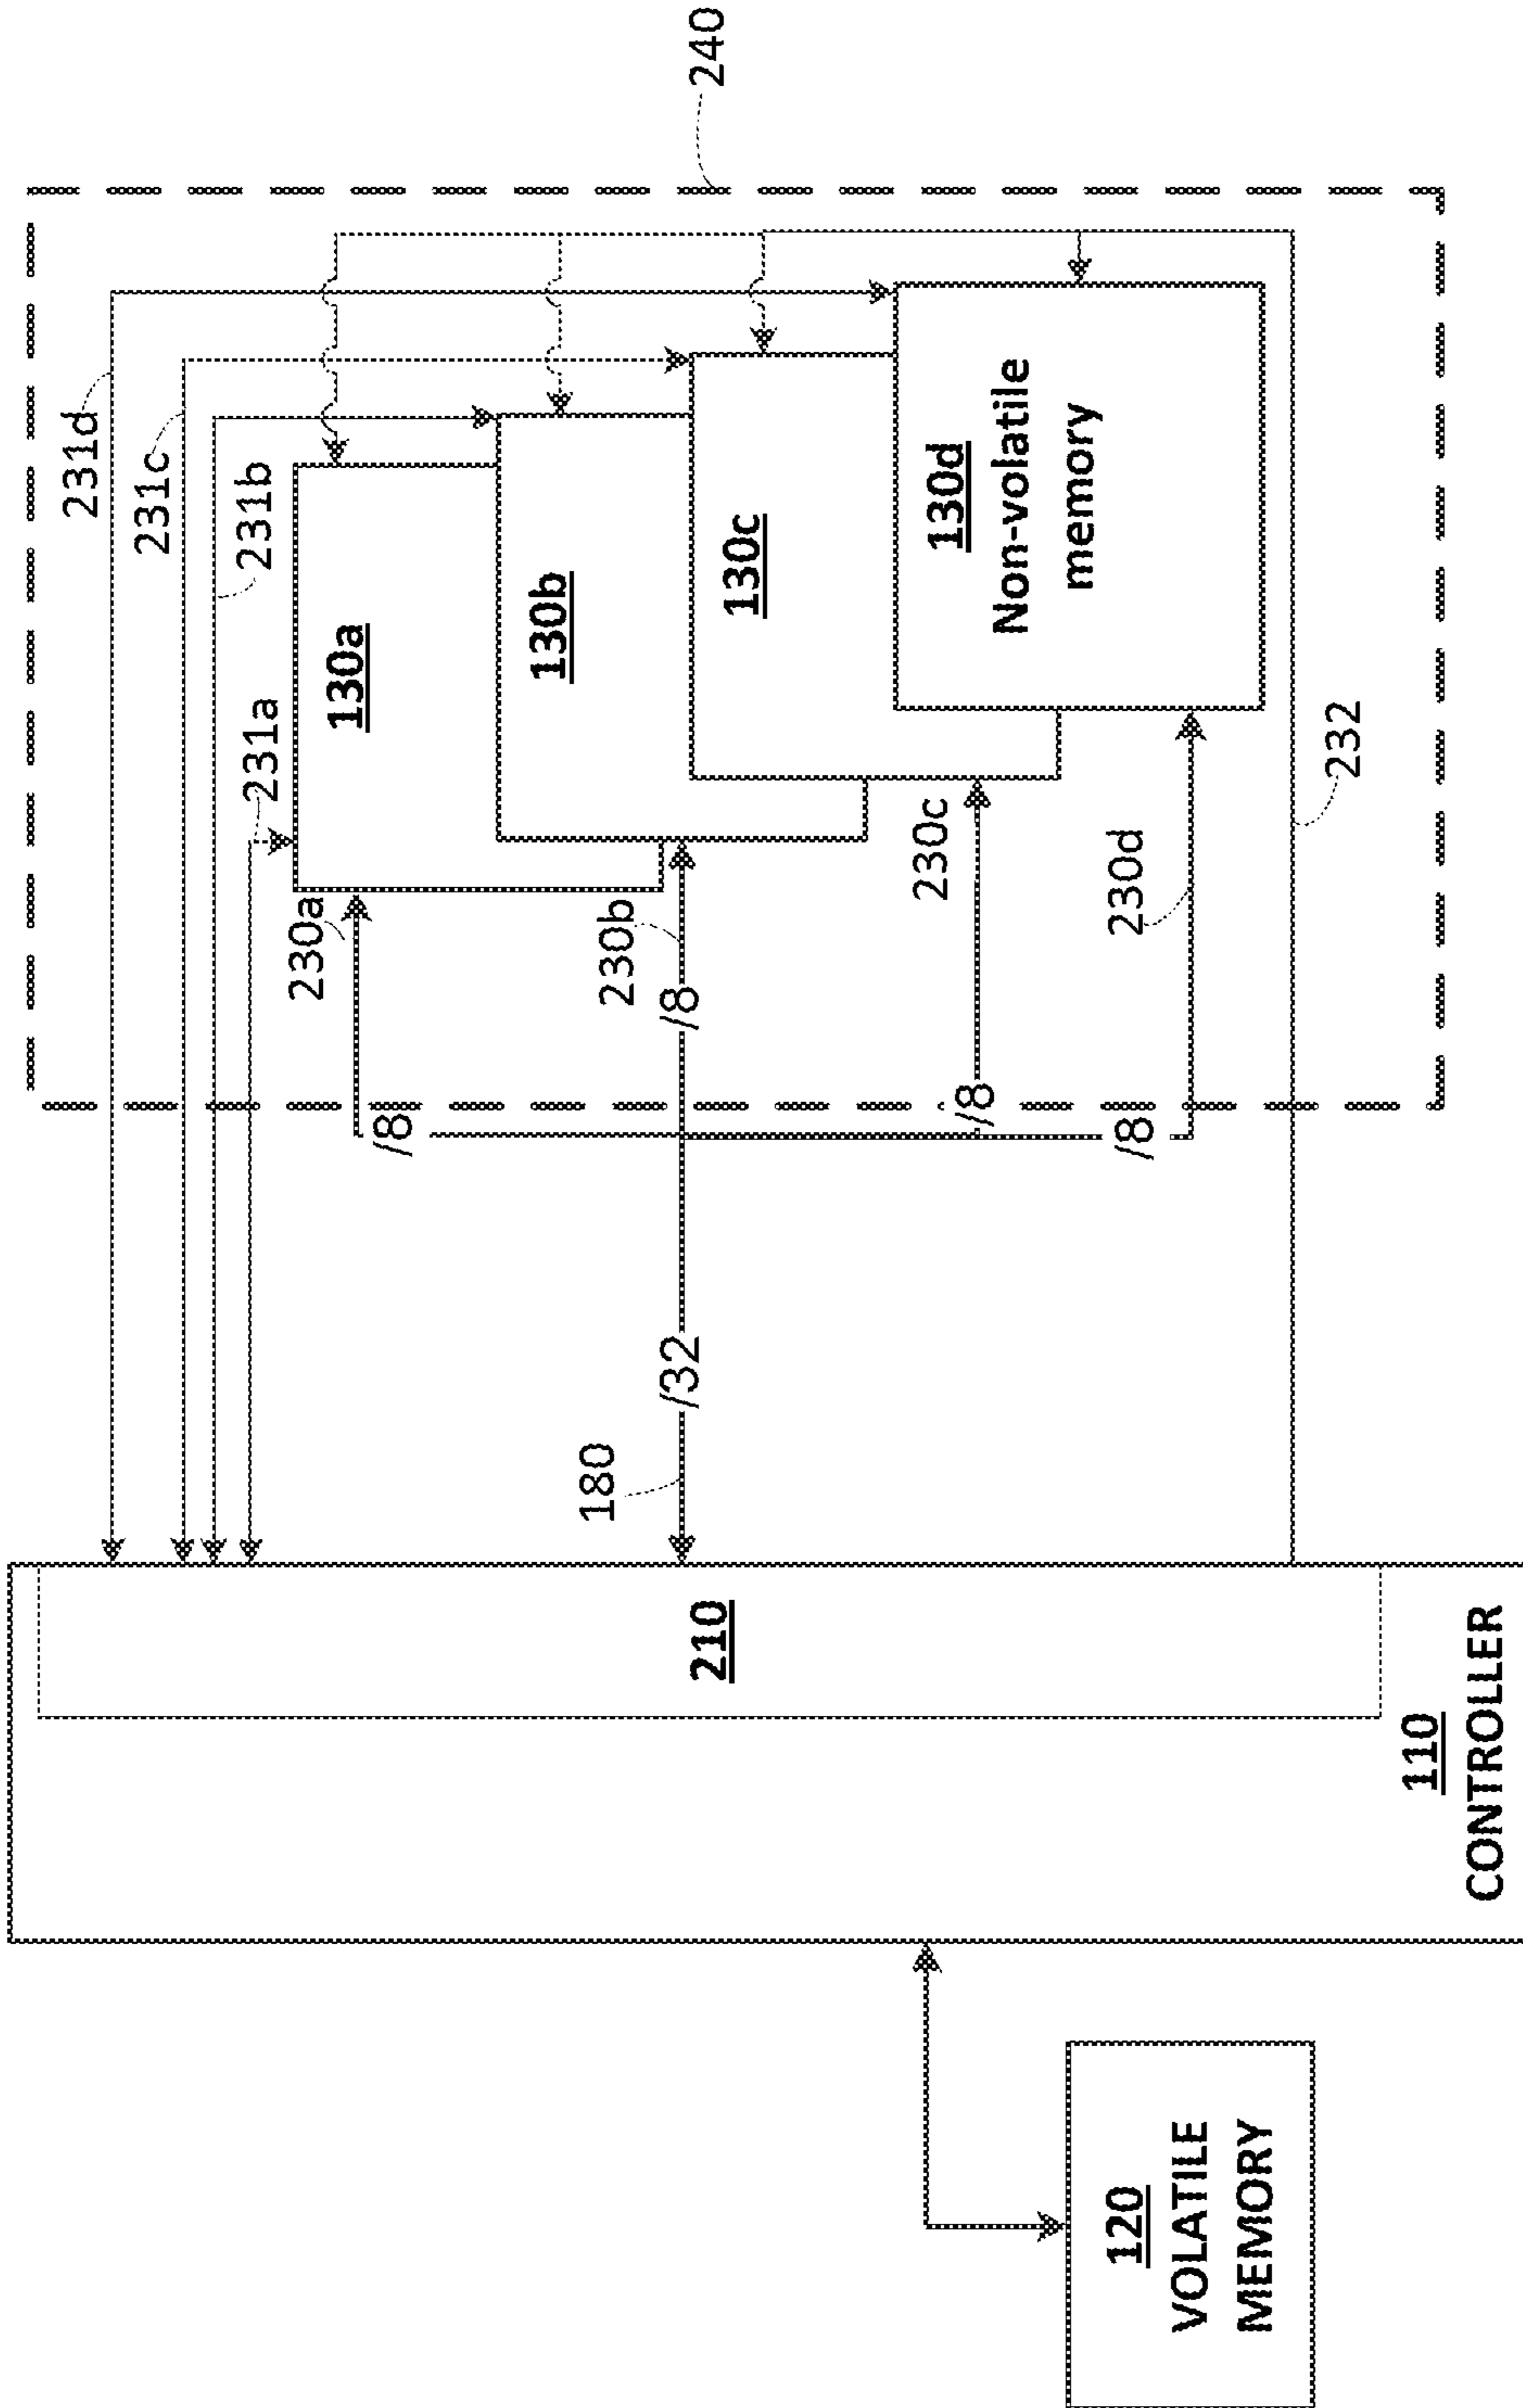 240
231d
231c
231b
231a
130a
130b
130c
130d
Non-volatile
memory
230a
230b
230c
230d
/8
/8
/8
/8
232
180
/32
210
110
CONTROLLER
120
VOLATILE
MEMORY